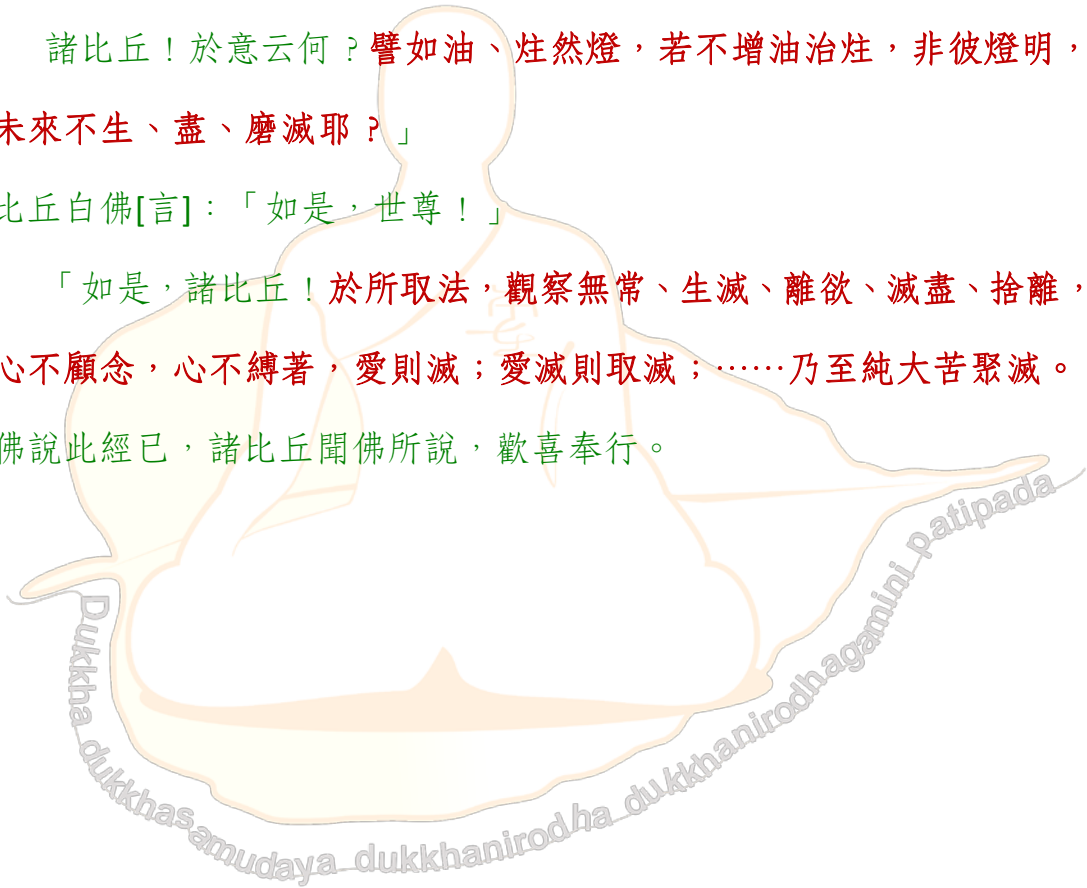 諸比丘！於意云何？譬如油、炷然燈，若不增油治炷，非彼燈明，
未來不生、盡、磨滅耶？」
比丘白佛[言]：「如是，世尊！」
「如是，諸比丘！於所取法，觀察無常、生滅、離欲、滅盡、捨離，
心不顧念，心不縛著，愛則滅；愛滅則取滅；……乃至純大苦聚滅。
佛說此經已，諸比丘聞佛所說，歡喜奉行。
Dukkha_dukkhasamudaya_dukkhanirodha_dukkhanirodhagamini_patipada